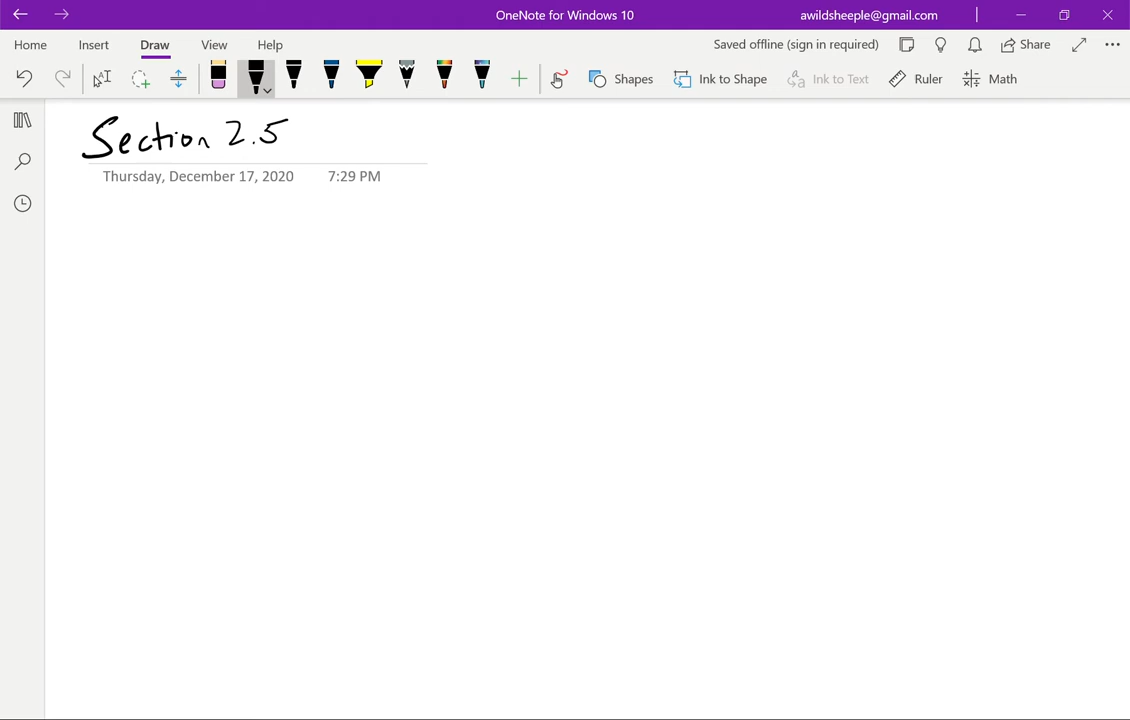 OneNote for Windows 10
awildsheeple@gmail.com
Home Insert Draw View Help
Saved offline (sign in required) Share
Shapes Ink to Shape Ink to Text Ruler Math
Section 2.5
Thursday, December 17, 2020 7:29 PM